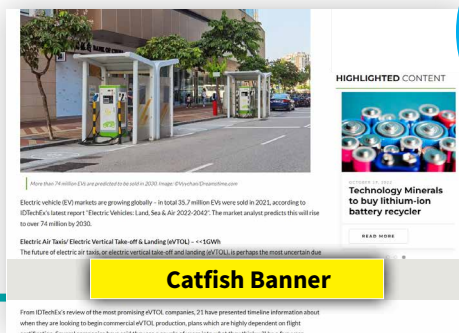 HIGHLIGHTED CONTENT
More than 74 million EVs are predicted to be sold in 2030. Image: ©Vvvchan/Dreamstime.com
OCTOBER 19, 2022
Technology Minerals
to buy lithium-ion
battery recycler
READ MORE
Electric vehicle (EV) markets are growing globally – in total 35.7 million EVs were sold in 2021, according to
IDTechEx's latest report "Electric Vehicles: Land, Sea & Air 2022-2042". The market analyst predicts this will rise
to over 74 million by 2030.
Electric Air Taxis/ Electric Vertical Take-off & Landing (eVTOL) – <<1GWh
The future of electric air taxis, or electric vertical take-off and landing (eVTOL), is perhaps the most uncertain due
Catfish Banner
From IDTechEx's review of the most promising eVTOL companies, 21 have presented timeline information about
when they are looking to begin commercial eVTOL production, plans which are highly dependent on flight